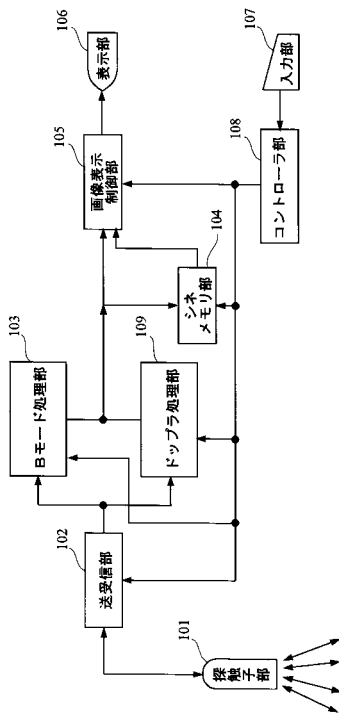 106
表示部
107
入力部
105
画像表示
制御部
108
コントローラ部
104
シネ
メモリ部
103
Bモード処理部
109
ドップラ処理部
102
送受信部
101
探触子部